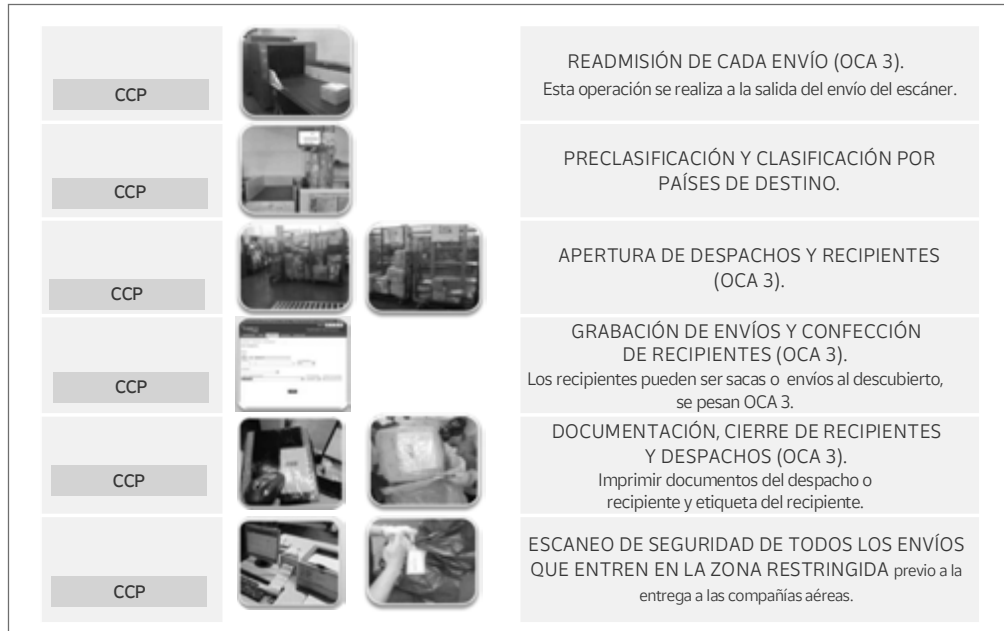 CCP
READMISIÓN DE CADA ENVÍO (OCA 3).
Esta operación se realiza a la salida del envío del escáner.
CCP
PRECLASIFICACIÓN Y CLASIFICACIÓN POR
PAÍSES DE DESTINO.
CCP
APERTURA DE DESPACHOS Y RECIPIENTES
(OCA 3).
CCP
GRABACIÓN DE ENVÍOS Y CONFECCIÓN
DE RECIPIENTES (OCA 3).
Los recipientes pueden ser sacas o envíos al descubierto,
se pesan OCA 3.
CCP
DOCUMENTACIÓN, CIERRE DE RECIPIENTES
Y DESPACHOS (OCA 3).
Imprimir documentos del despacho o
recipiente y etiqueta del recipiente.
CCP
ESCANEO DE SEGURIDAD DE TODOS LOS ENVÍOS
QUE ENTREN EN LA ZONA RESTRINGIDA previo a la
entrega a las compañías aéreas.